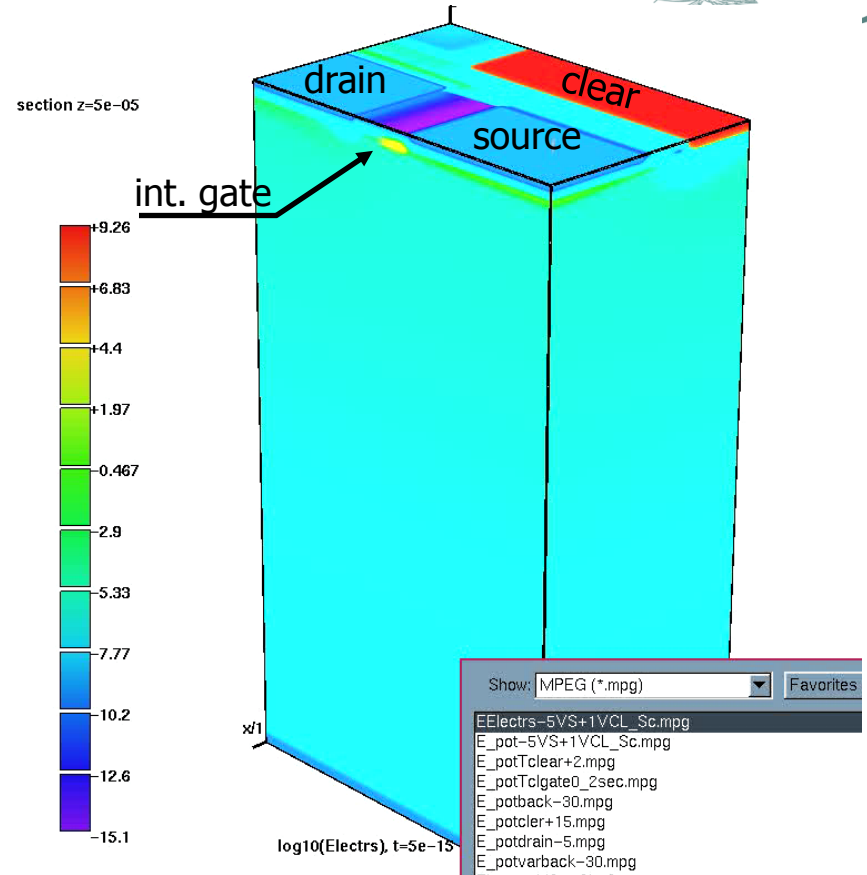 drain
clear
section z=5e-05
source
int. gate
+9.26
+6.83
+4.4
+1.97
-0.467
-2.9
-5.33
-7.77
-10.2
-12.6
-15.1
x/1
log10(Electrs), t=5e-15
Show: MPEG (*.mpg) Favorites
EElectrs-5VS+1VCL_Sc.mpg
E_pot-5VS+1VCL_Sc.mpg
E_potTclear+2.mpg
E_potTclgate0_2sec.mpg
E_potback-30.mpg
E_potcler+15.mpg
E_potdrain-5.mpg
E_potvarback-30.mpg